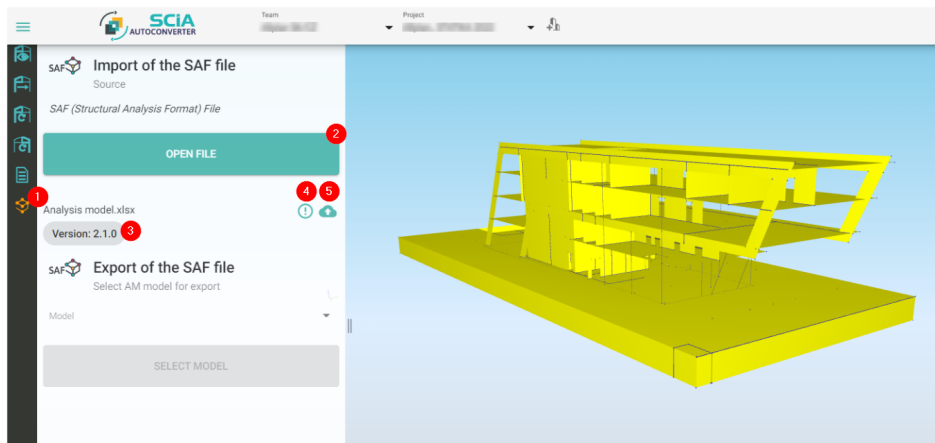 SCiA
AUTOCONVERTER
Team
Project
SAF
Import of the SAF file
Source
SAF (Structural Analysis Format) File
2
OPEN FILE
1
4
5
Analysis model.xlsx
Version: 2.1.0
3
SAF
Export of the SAF file
Select AM model for export
Model
SELECT MODEL